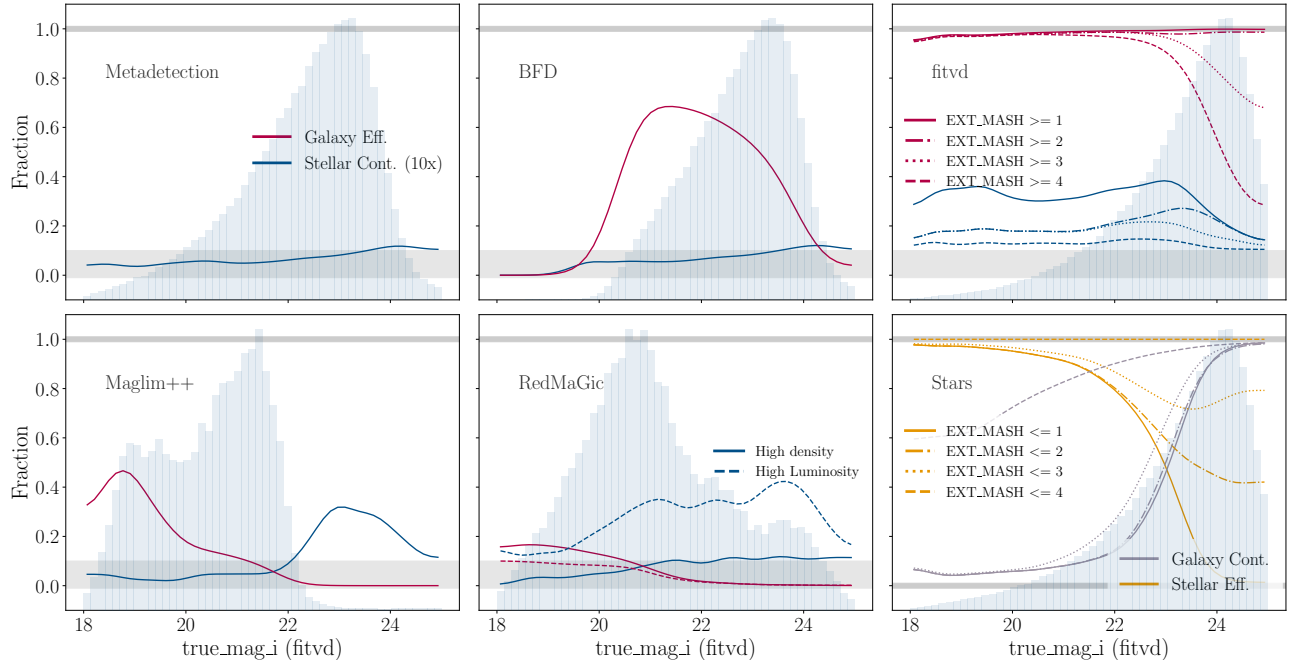 1.0
0.8
0.6
0.4
0.2
0.0
Fraction
Metadetection
Galaxy Eff.
Stellar Cont. (10x)
BFD
fitvd
EXT_MASH >= 1
EXT_MASH >= 2
EXT_MASH >= 3
EXT_MASH >= 4
1.0
0.8
0.6
0.4
0.2
0.0
Fraction
Maglim++
18
20
22
24
true_mag_i (fitvd)
RedMaGic
High density
High Luminosity
18
20
22
24
true_mag_i (fitvd)
Stars
EXT_MASH <= 1
EXT_MASH <= 2
EXT_MASH <= 3
EXT_MASH <= 4
Galaxy Cont.
Stellar Eff.
18
20
22
24
true_mag_i (fitvd)